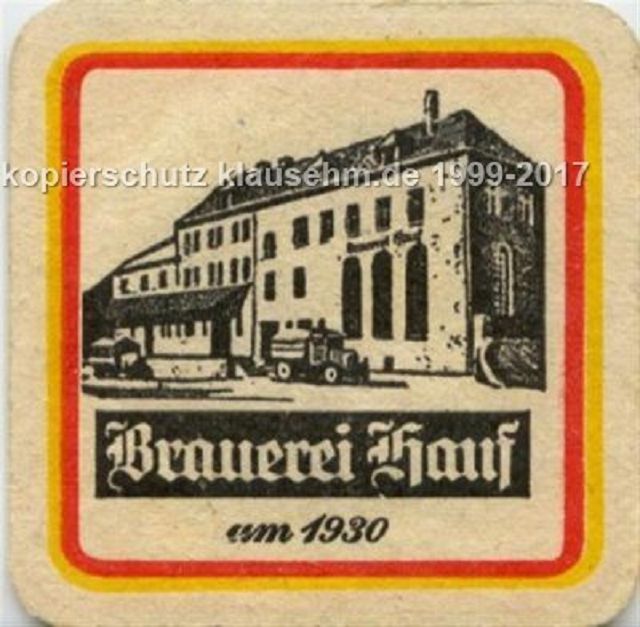 kopierschutz klausehm.de 1999-2017
Brauerei Hauf
um 1930